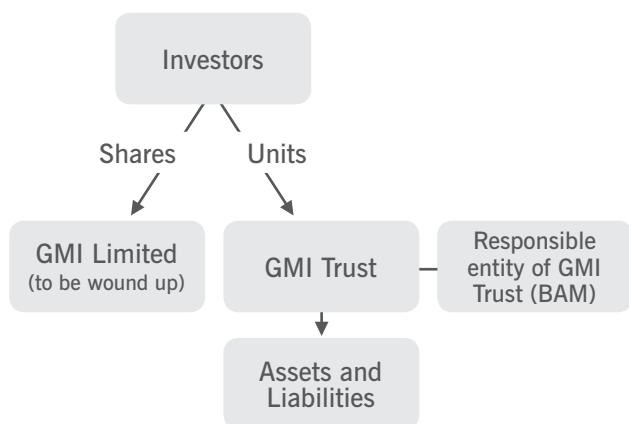 Investors
Shares
Units
GMI Limited
(to be wound up)
GMI Trust
Responsible
entity of GMI
Trust (BAM)
Assets and
Liabilities